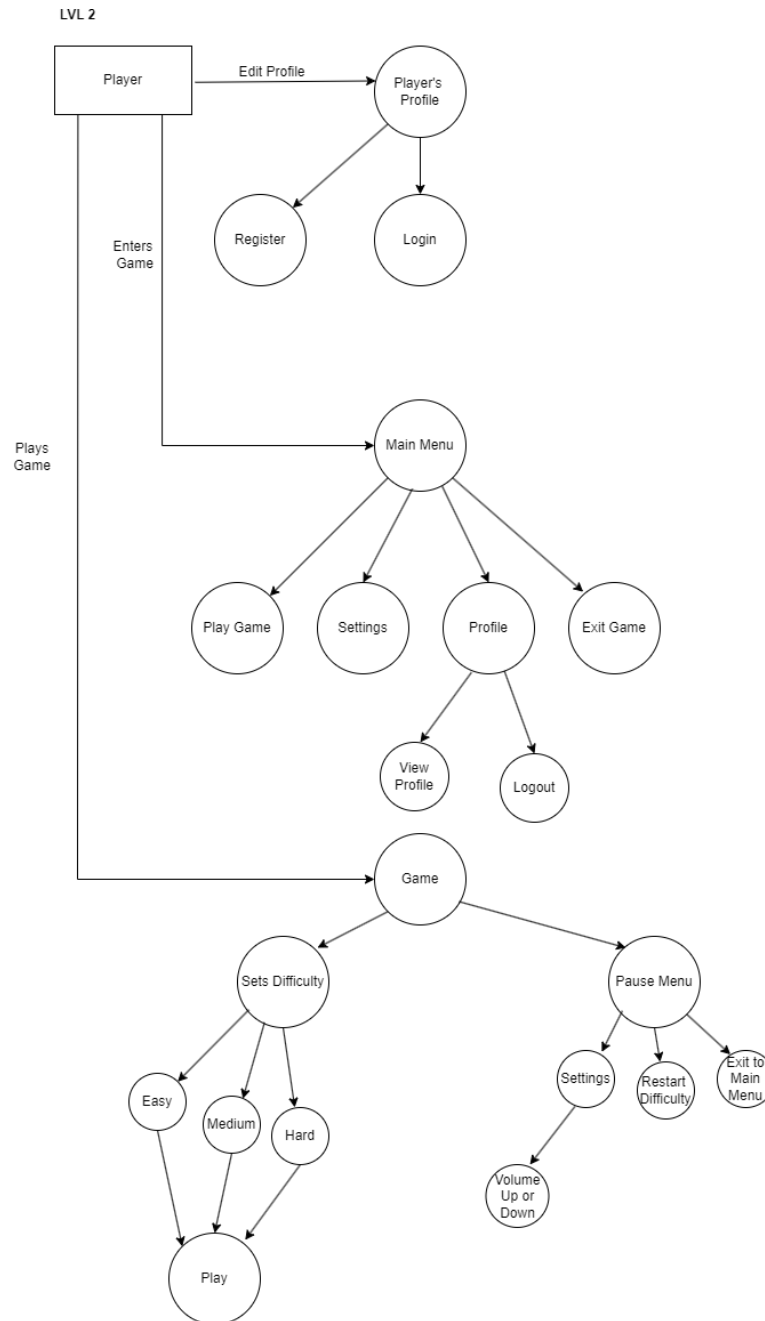 LVL 2
Player
Edit Profile
Player's
Profile
Register
Login
Enters
Game
Main Menu
Plays
Game
Play Game
Settings
Profile
Exit Game
View
Profile
Logout
Game
Sets Difficulty
Pause Menu
Easy
Medium
Hard
Settings
Restart
Difficulty
Exit to
Main
Menu
Volume
Up or
Down
Play